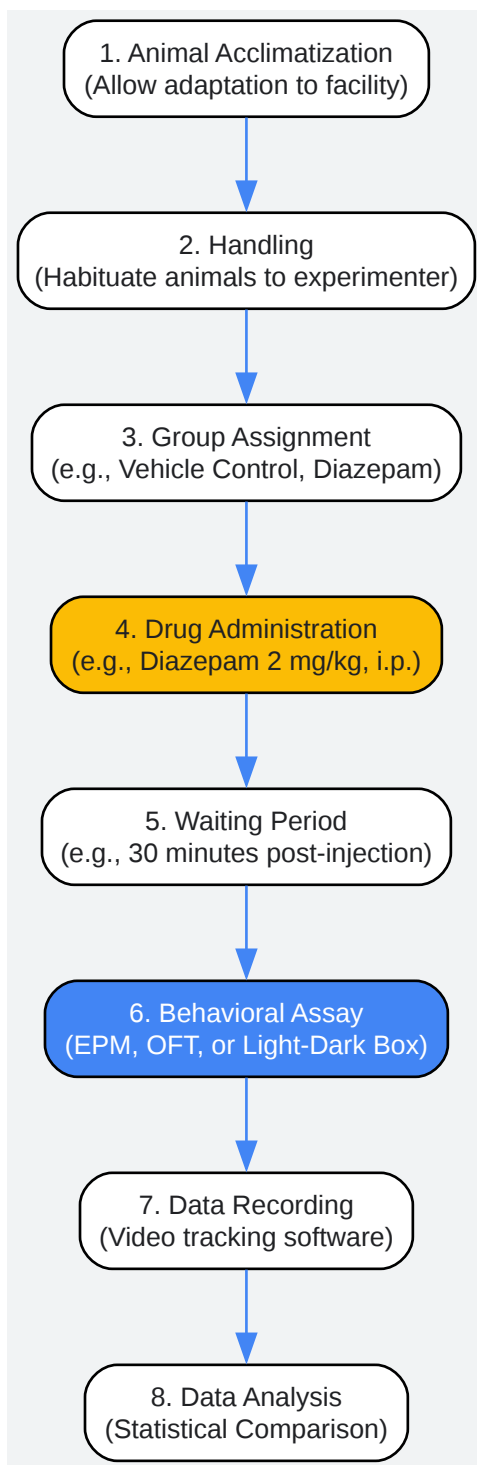 1. Animal Acclimatization
(Allow adaptation to facility)
2. Handling
(Habituate animals to experimenter)
3. Group Assignment
(e.g., Vehicle Control, Diazepam)
4. Drug Administration
(e.g., Diazepam 2 mg/kg, i.p.)
5. Waiting Period
(e.g., 30 minutes post-injection)
6. Behavioral Assay
(EPM, OFT, or Light-Dark Box)
7. Data Recording
(Video tracking software)
8. Data Analysis
(Statistical Comparison)